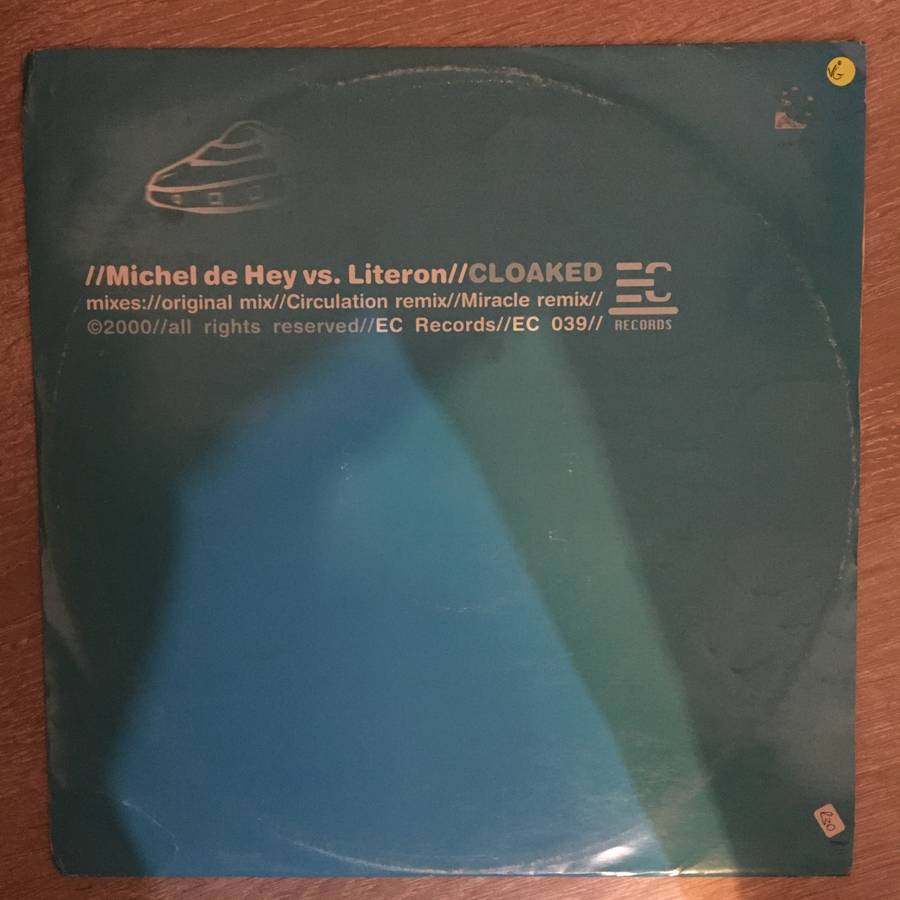 //Michel de Hey vs. Literon//CLOAKED
mixes://original mix//Circulation remix//Miracle remix//
©2000//all rights reserved//EC Records//EC 039//
EC
RECORDS